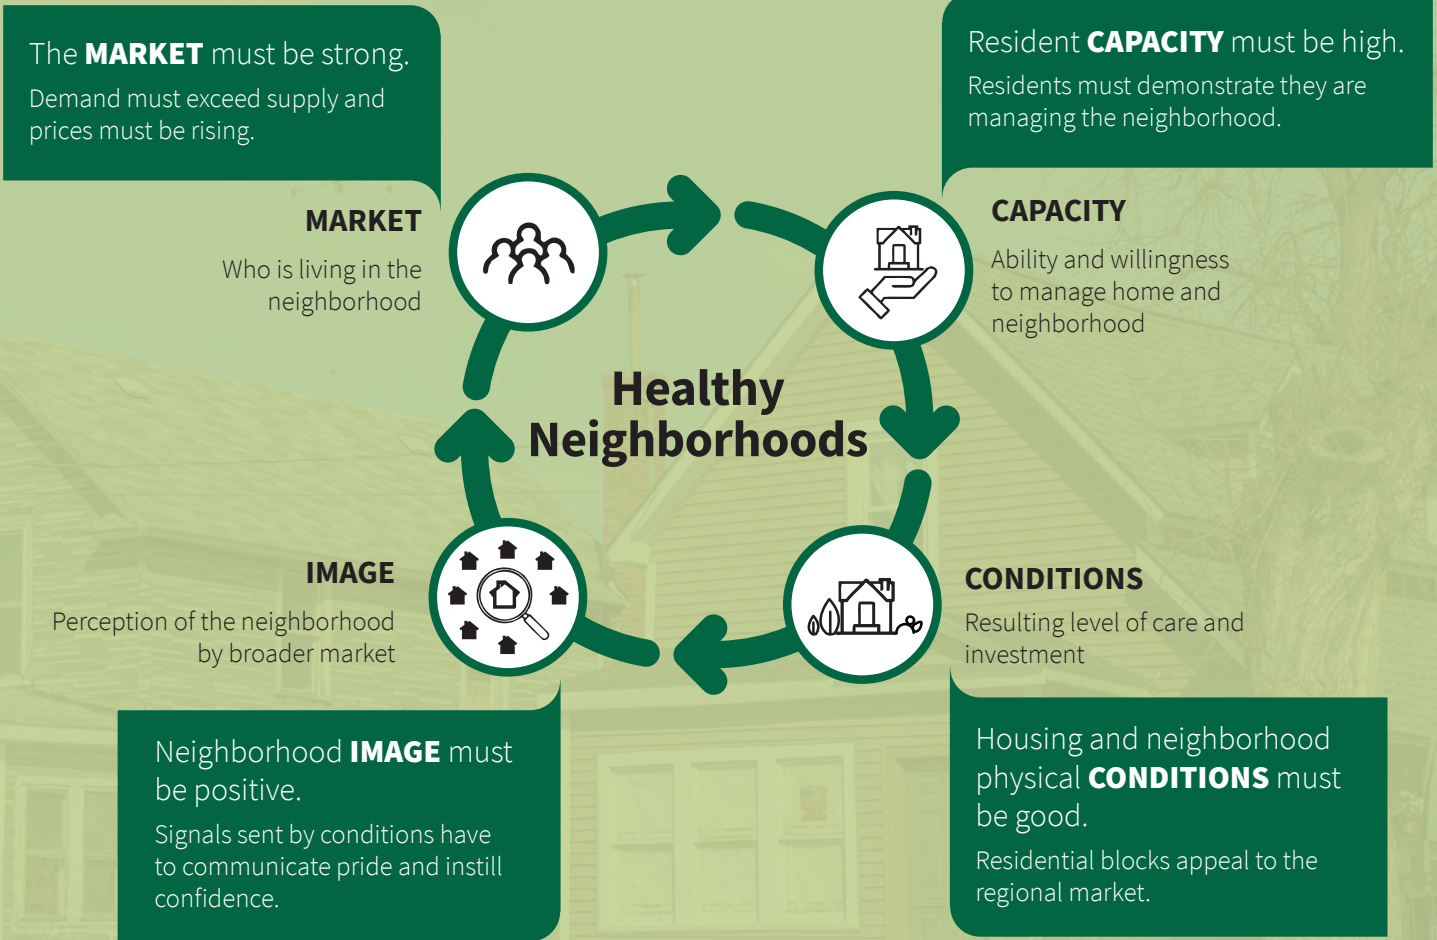 The MARKET must be strong.
Demand must exceed supply and
prices must be rising.
Resident CAPACITY must be high.
Residents must demonstrate they are
managing the neighborhood.
MARKET
Who is living in the
neighborhood
CAPACITY
Ability and willingness
to manage home and
neighborhood
Healthy
Neighborhoods
IMAGE
Perception of the neighborhood
by broader market
CONDITIONS
Resulting level of care and
investment
Neighborhood IMAGE must
be positive.
Signals sent by conditions have
to communicate pride and instill
confidence.
Housing and neighborhood
physical CONDITIONS must
be good.
Residential blocks appeal to the
regional market.